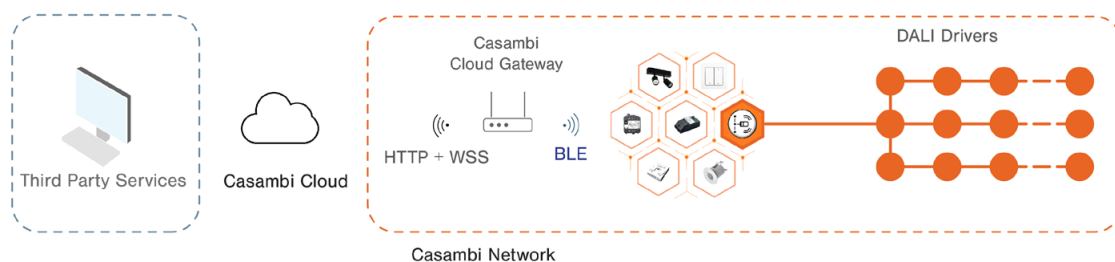 Third Party Services
Casambi Cloud
Casambi
Cloud Gateway
HTTP + WSS
BLE
DALI Drivers
Casambi Network